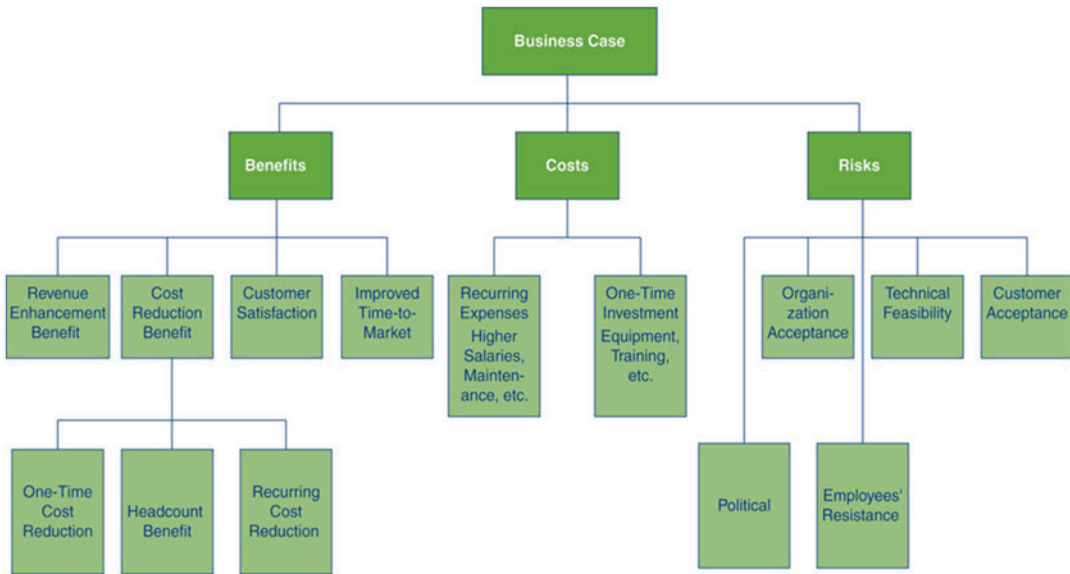 Business Case
Benefits
Costs
Risks
Revenue
Enhancement
Benefit
Cost
Reduction
Benefit
Customer
Satisfaction
Improved
Time-to-
Market
Recurring
Expenses
Higher
Salaries,
Mainten-
ance, etc.
One-Time
Investment
Equipment,
Training,
etc.
Organi-
zation
Acceptance
Technical
Feasibility
Customer
Acceptance
One-Time
Cost
Reduction
Headcount
Benefit
Recurring
Cost
Reduction
Political
Employees'
Resistance